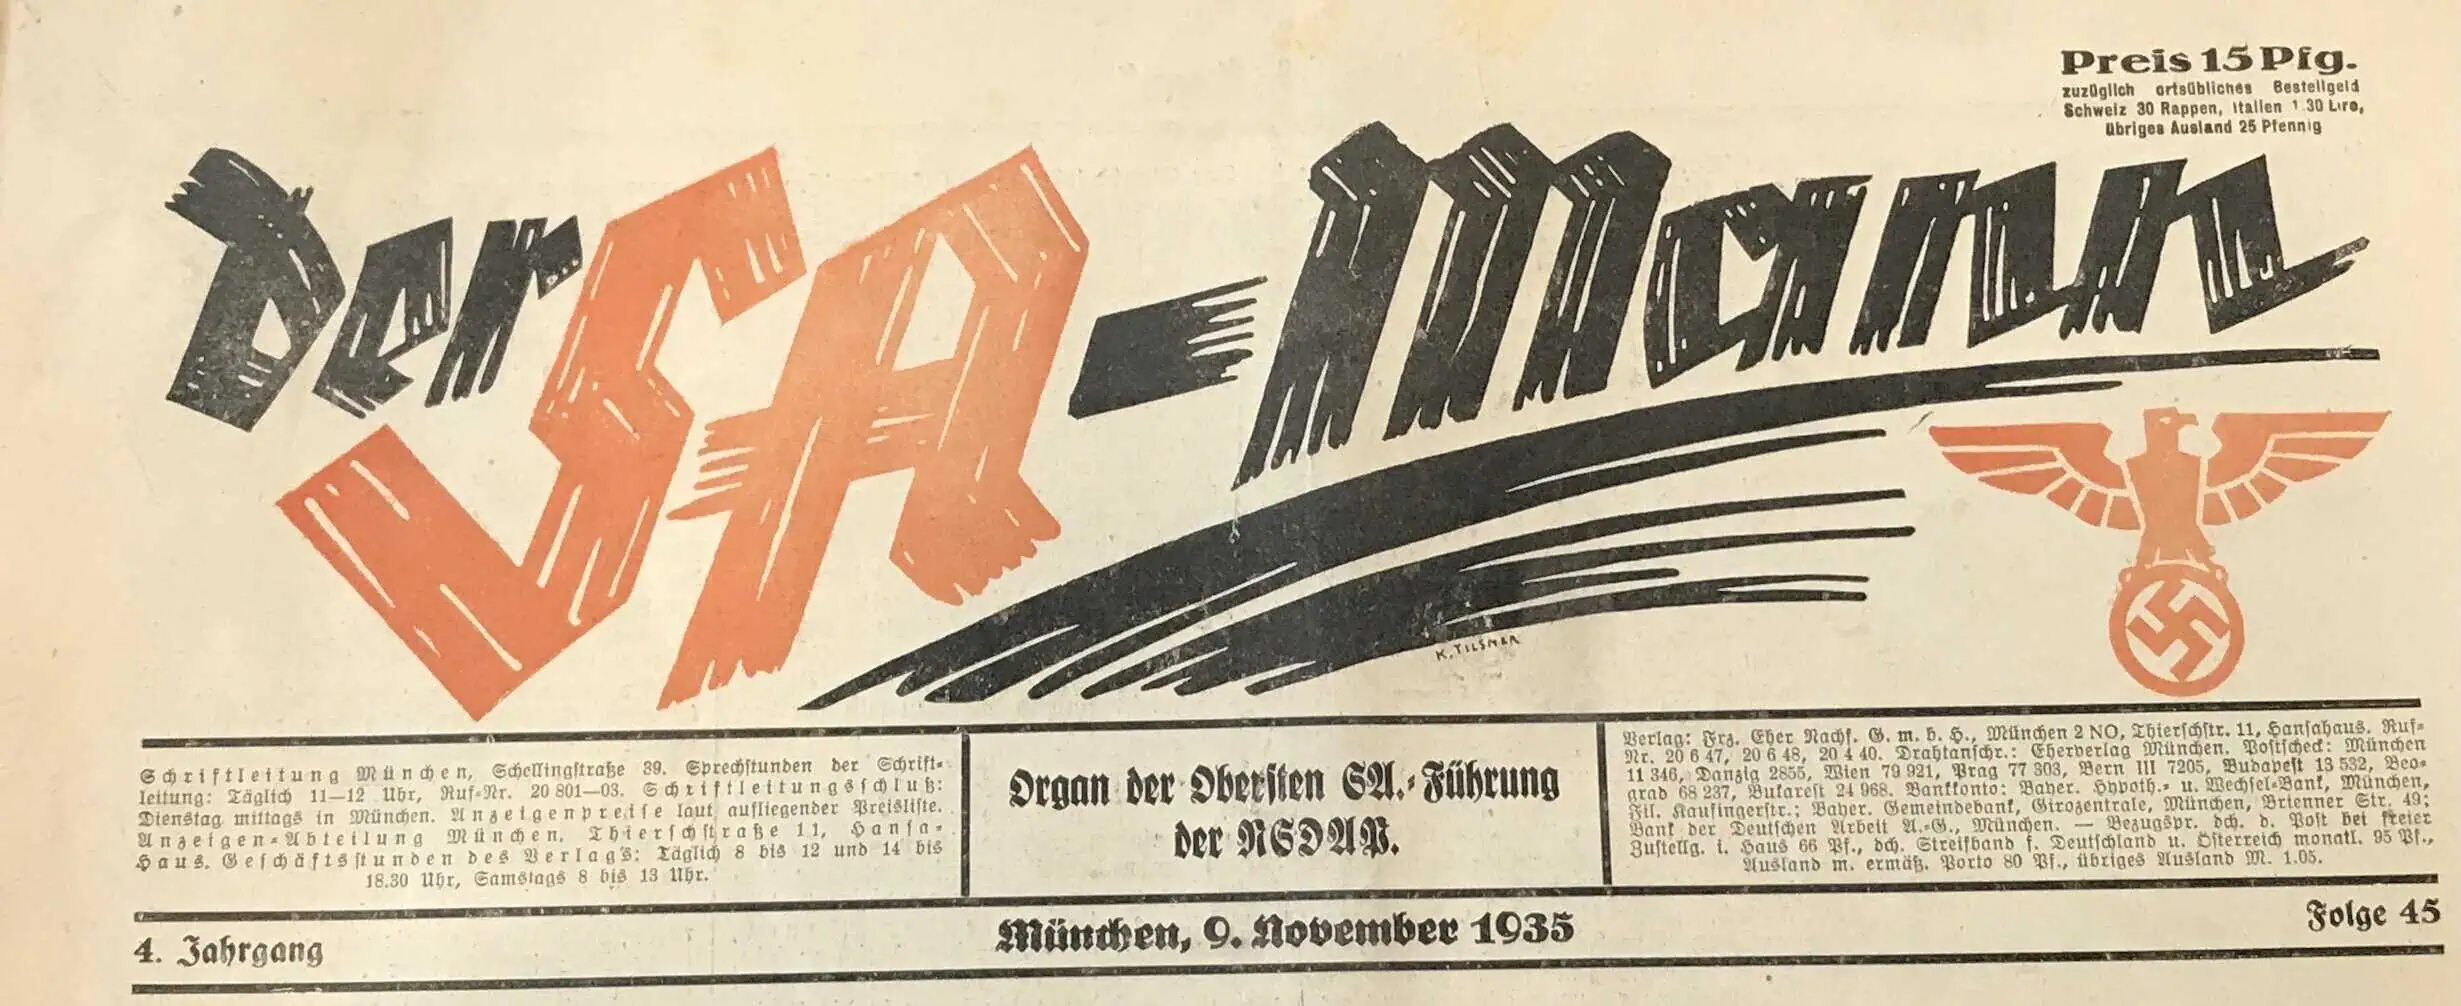 Preis 15 Pfg.
zuzüglich ortsübliches Bestellgeld
Schweiz 30 Rappen, Italien 1.30 Lire,
übriges Ausland 25 Pfennig
Der SA-Mann
K. TILSNER
Schriftleitung München, Schellingstraße 39. Sprechstunden der Schrift-
leitung: Täglich 11—12 Uhr, Ruf-Nr. 20 801—03. Schriftleitungsschluß:
Dienstag mittags in München. Anzeigenpreise laut aufliegender Preisliste.
Anzeigen-Abteilung München, Thierschstraße 11, Hansa-
Haus. Geschäftsstunden des Verlags: Täglich 8 bis 12 und 14 bis
18.30 Uhr, Samstags 8 bis 13 Uhr.
Organ der Obersten SA.-Führung
der NSDAP.
Verlag: Frz. Eher Nachf. G. m. b. H., München 2 NO, Thierschstr. 11, Hansahaus. Ruf-
Nr. 20 6 47, 20 6 48, 20 4 40. Drahtanschr.: Eherverlag München. Postscheck: München
11 346, Danzig 2855, Wien 79 921, Prag 77 303, Bern III 7205, Budapest 13 532, Beo-
grad 68 237, Bukarest 24 968. Bankkonto: Bayer. Hypoth.- u. Wechsel-Bank, München,
Fil. Kaufingerstr.; Bayer. Gemeindebank, Girozentrale, München, Brienner Str. 49;
Bank der Deutschen Arbeit A.-G., München. — Bezugspr. dch. d. Post bei freier
Zustellg. i. Haus 66 Pf., dch. Streifband f. Deutschland u. Österreich monatl. 95 Pf.,
Ausland m. ermäß. Porto 80 Pf., übriges Ausland M. 1.05.
4. Jahrgang
München, 9. November 1935
Folge 45